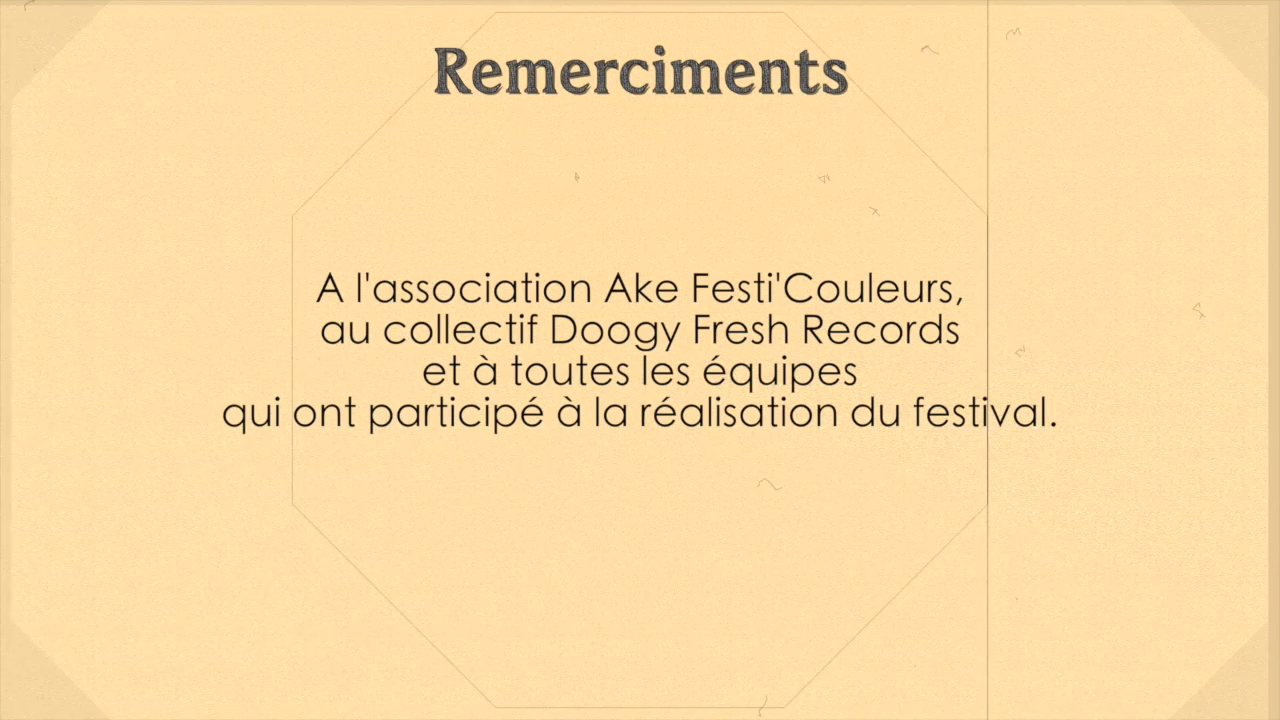 Remerciments
A l'association Ake Festi'Couleurs,
au collectif Doogy Fresh Records
et à toutes les équipes
qui ont participé à la réalisation du festival.